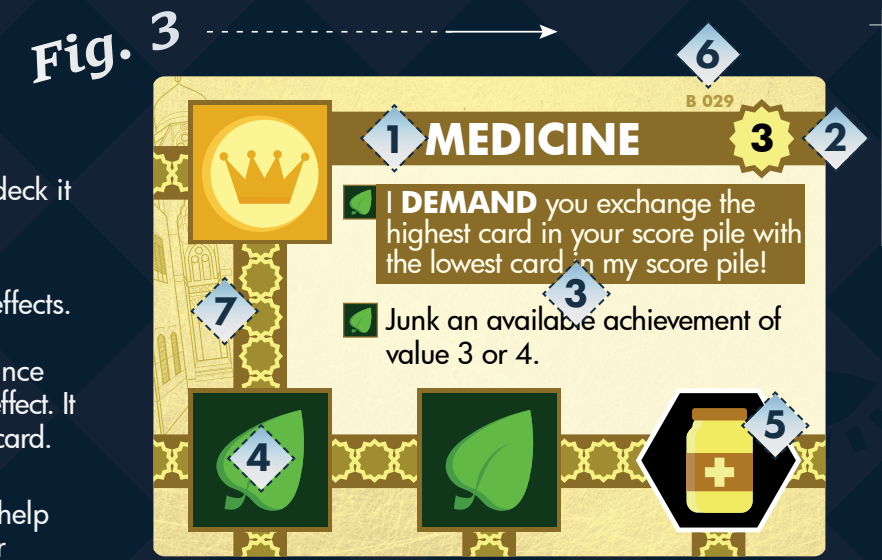 Fig. 3
6
B 029
1 MEDICINE 3 2
deck it
I DEMAND you exchange the
highest card in your score pile with
the lowest card in my score pile!
3
effects.
7
Junk an available achievement of
value 3 or 4.
nce
effect. It
card.
4
5
help
r